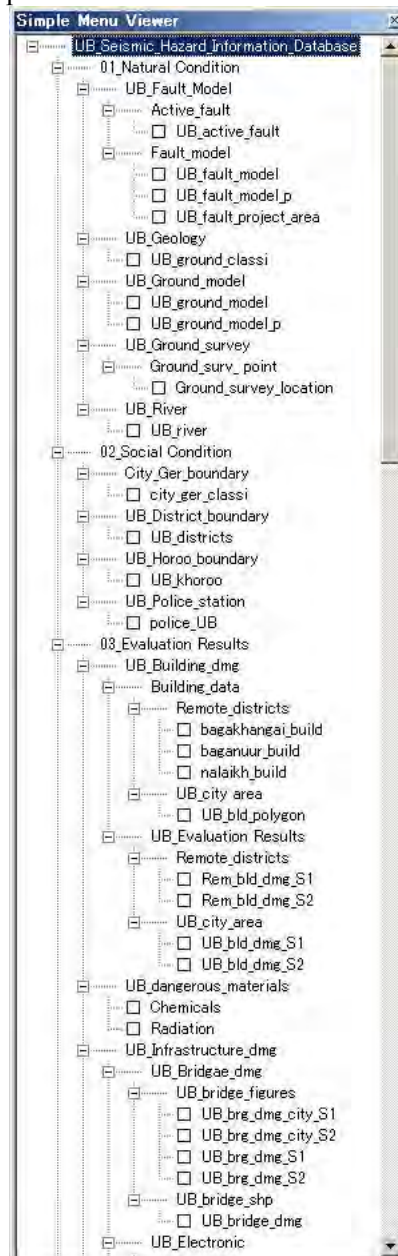 Simple Menu Viewer
UB_Seismic_Hazard_Information_Database
01_Natural Condition
UB_Fault_Model
Active_fault
UB_active_fault
Fault_model
UB_fault_model
UB_fault_model_p
UB_fault_project_area
UB_Geology
UB_ground_classi
UB_Ground_model
UB_ground_model
UB_ground_model_p
UB_Ground_survey
Ground_surv_ point
Ground_survey_location
UB_River
UB_river
02_Social Condition
City_Ger_boundary
city_ger_classi
UB_District_boundary
UB_districts
UB_Horoo_boundary
UB_khoroo
UB_Police_station
police_UB
03_Evaluation Results
UB_Building_dmg
Building_data
Remote_districts
bagakhangai_build
baganuur_build
nalaikh_build
UB_city area
UB_bld_polygon
UB_Evaluation Results
Remote_districts
Rem_bld_dmg_S1
Rem_bld_dmg_S2
UB_city_area
UB_bld_dmg_S1
UB_bld_dmg_S2
UB_dangerous_materials
Chemicals
Radiation
UB_Infrastructure_dmg
UB_Bridgae_dmg
UB_bridge_figures
UB_brg_dmg_city_S1
UB_brg_dmg_city_S2
UB_brg_dmg_S1
UB_brg_dmg_S2
UB_bridge_shp
UB_bridge_dmg
UB_Electronic